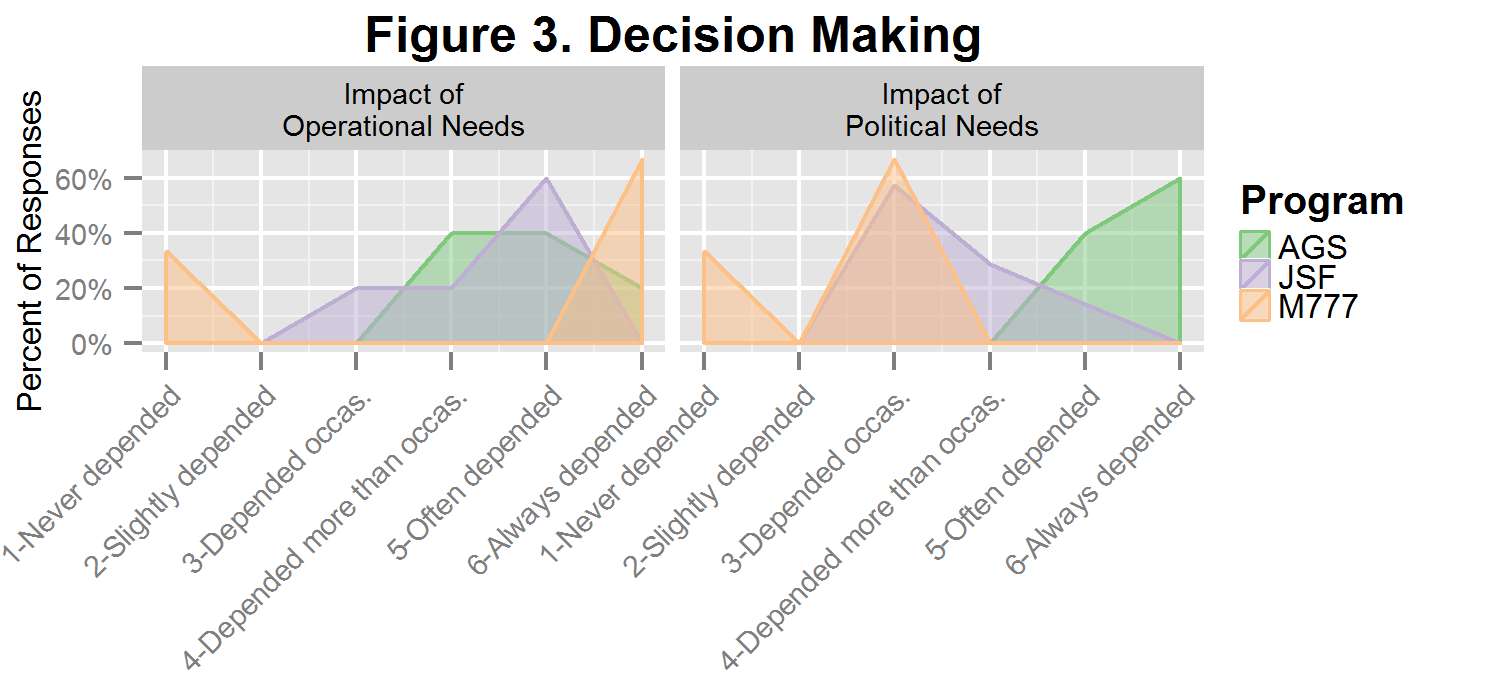 Figure 3. Decision Making
Impact of
Operational Needs
Impact of
Political Needs
Percent of Responses
60%
40%
20%
0%
1-Never depended
2-Slightly depended
3-Depended occas.
4-Depended more than occas.
5-Often depended
6-Always depended
1-Never depended
2-Slightly depended
3-Depended occas.
4-Depended more than occas.
5-Often depended
6-Always depended
Program
AGS
JSF
M777